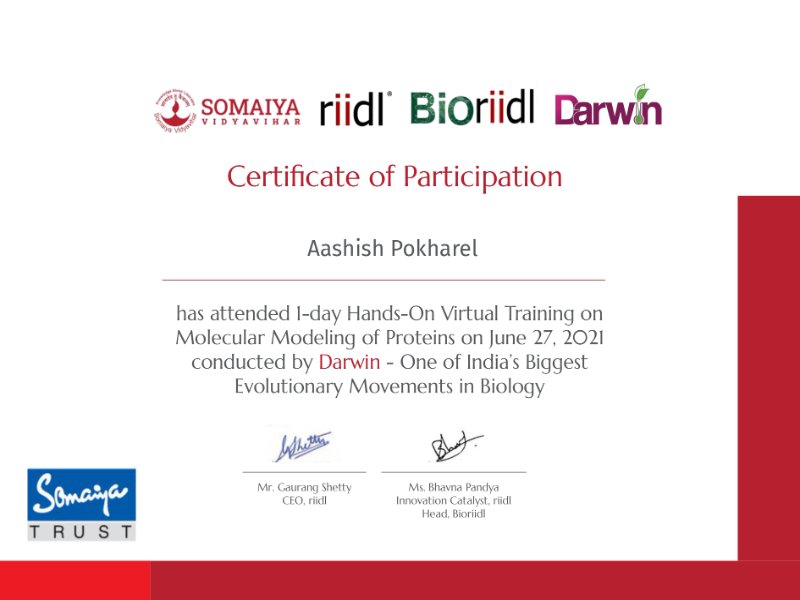 SOMAIYA
VIDYAVIHAR
Somaiya Vidyavihar
riidl®
Bioriidl
Darwin
Certificate of Participation
Aashish Pokharel
has attended 1-day Hands-On Virtual Training on
Molecular Modeling of Proteins on June 27, 2021
conducted by Darwin - One of India's Biggest
Evolutionary Movements in Biology
Mr. Gaurang Shetty
CEO, riidl
Ms. Bhavna Pandya
Innovation Catalyst, riidl
Head, Bioriidl
Somaiya
TRUST